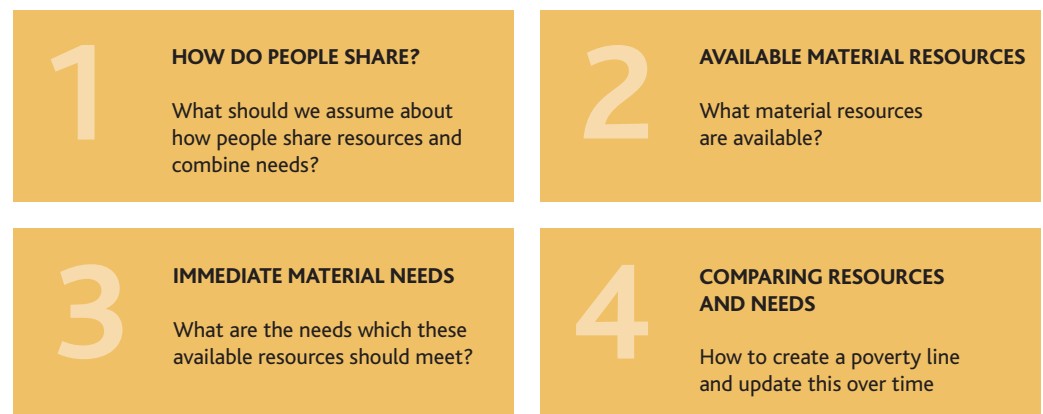 1
HOW DO PEOPLE SHARE?
What should we assume about
how people share resources and
combine needs?
2
AVAILABLE MATERIAL RESOURCES
What material resources
are available?
3
IMMEDIATE MATERIAL NEEDS
What are the needs which these
available resources should meet?
4
COMPARING RESOURCES
AND NEEDS
How to create a poverty line
and update this over time